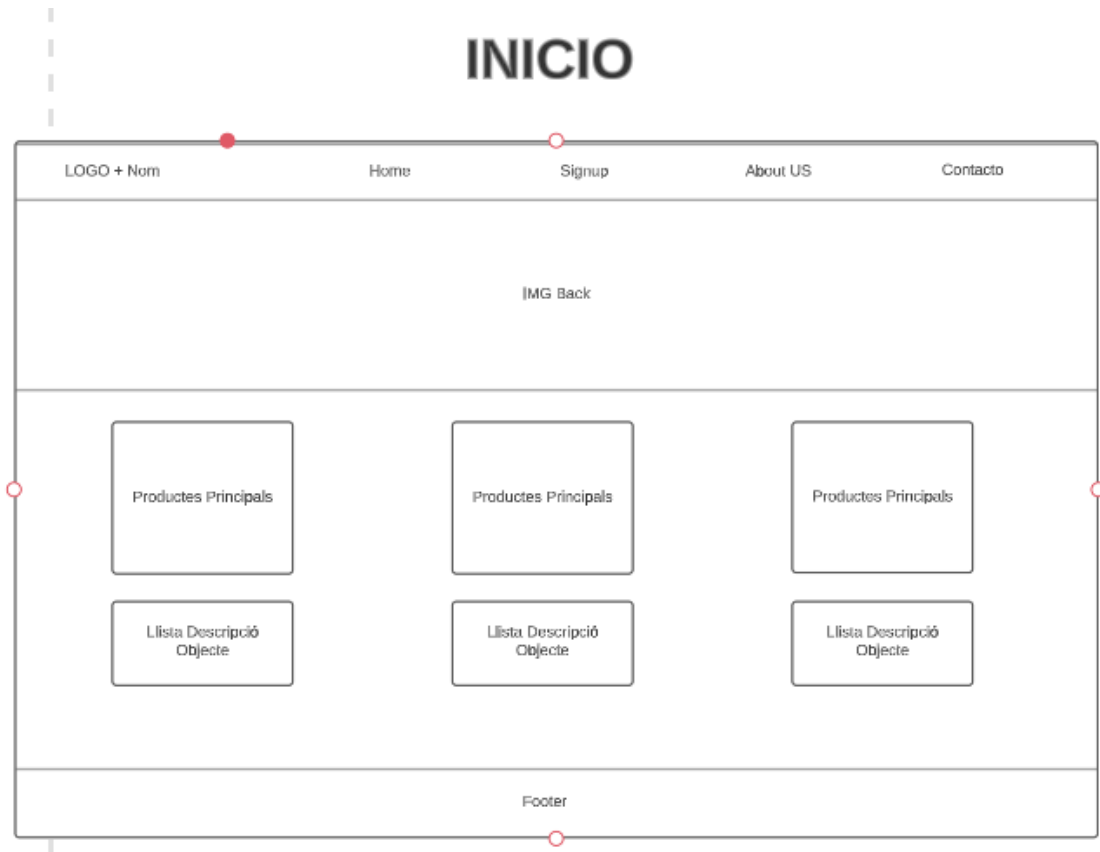 INICIO
LOGO + Nom
Home
Signup
About US
Contacto
IMG Back
Productes Principals
Productes Principals
Productes Principals
Llista Descripció
Objecte
Llista Descripció
Objecte
Llista Descripció
Objecte
Footer